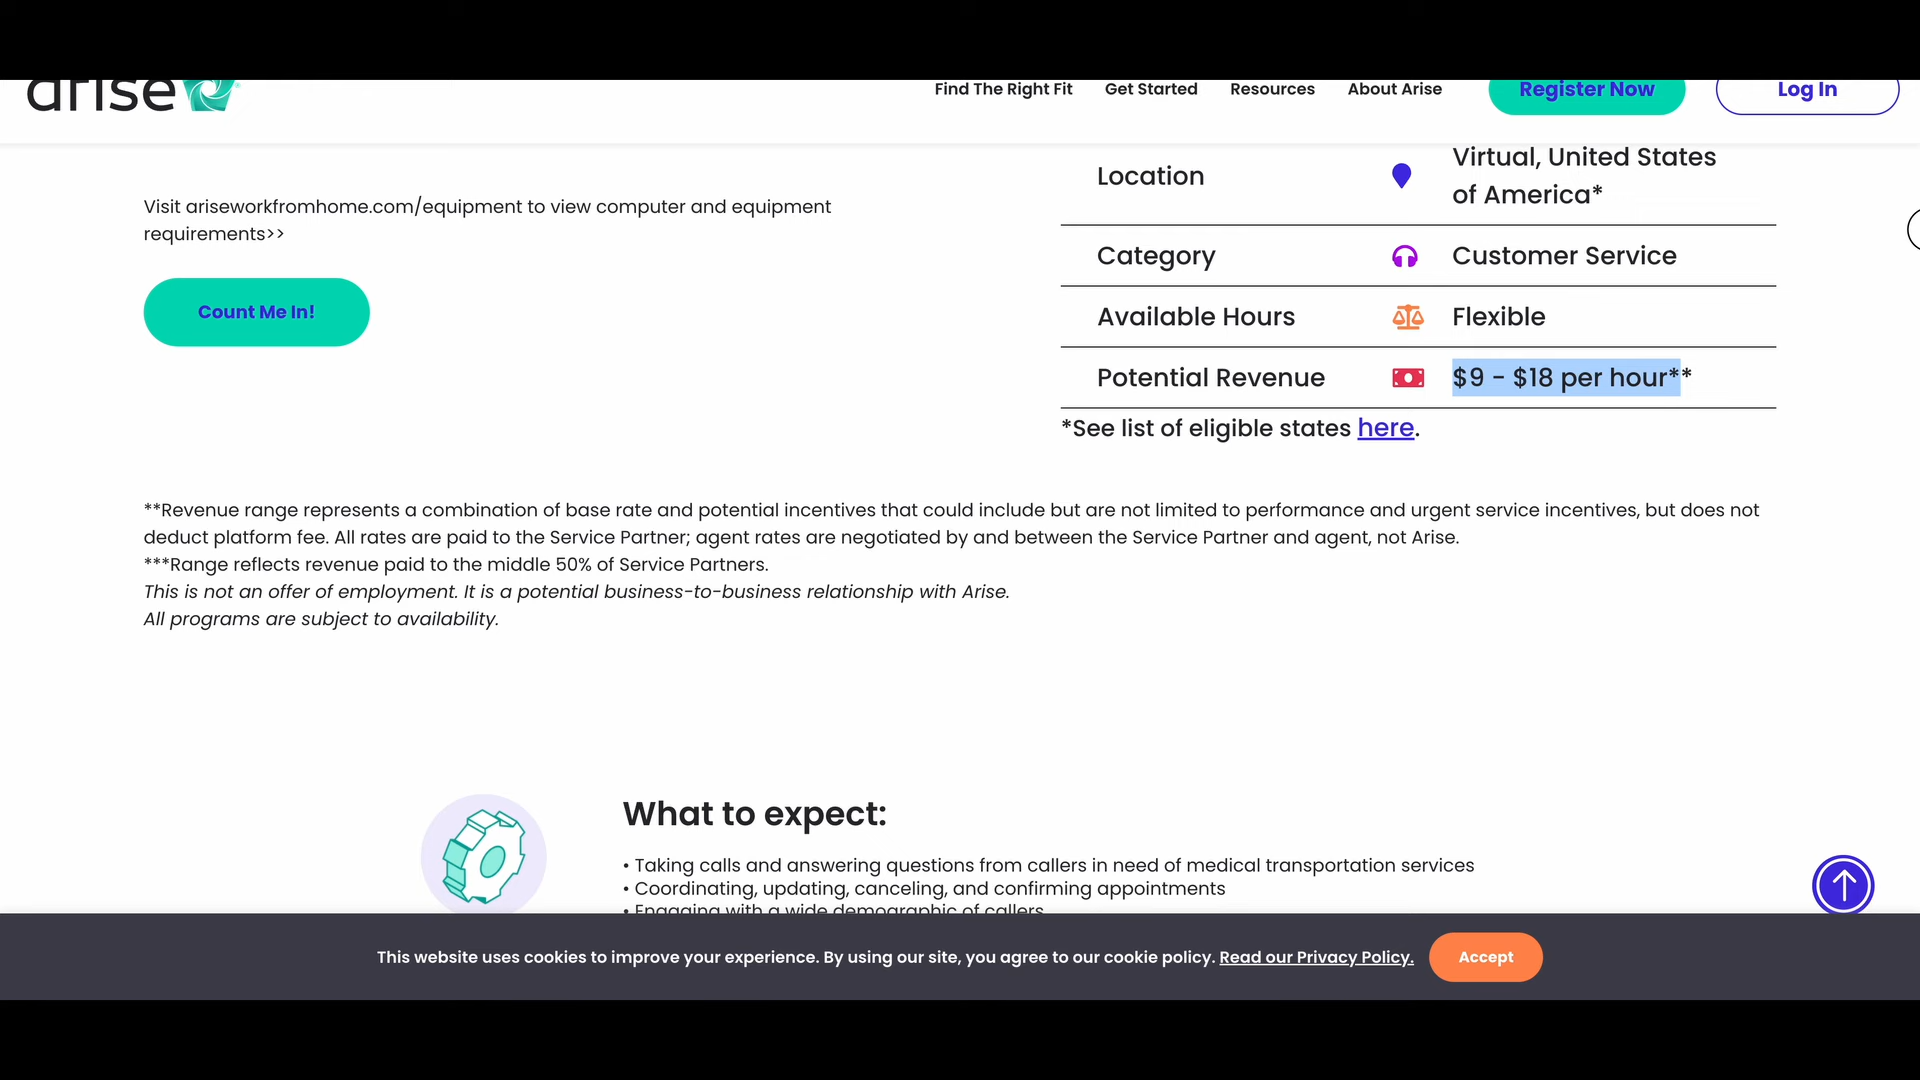 arise
Find The Right Fit
Get Started
Resources
About Arise
Register Now
Log In
Visit ariseworkfromhome.com/equipment to view computer and equipment
requirements>>
Count Me In!
Location
Virtual, United States
of America*
Category
Customer Service
Available Hours
Flexible
Potential Revenue
$9 - $18 per hour**
*See list of eligible states here.
**Revenue range represents a combination of base rate and potential incentives that could include but are not limited to performance and urgent service incentives, but does not
deduct platform fee. All rates are paid to the Service Partner; agent rates are negotiated by and between the Service Partner and agent, not Arise.
***Range reflects revenue paid to the middle 50% of Service Partners.
This is not an offer of employment. It is a potential business-to-business relationship with Arise.
All programs are subject to availability.
What to expect:
• Taking calls and answering questions from callers in need of medical transportation services
• Coordinating, updating, canceling, and confirming appointments
• Engaging with a wide demographic of callers
This website uses cookies to improve your experience. By using our site, you agree to our cookie policy. Read our Privacy Policy.
Accept